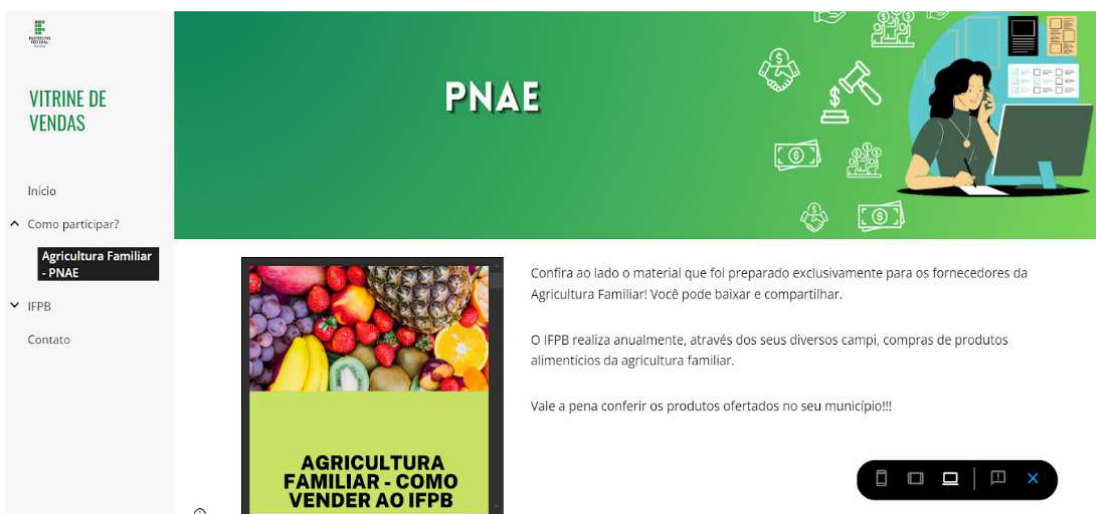 VITRINE DE
VENDAS
Início
Como participar?
Agricultura Familiar
- PNAE
IFPB
Contato
PNAE
AGRICULTURA
FAMILIAR - COMO
VENDER AO IFPB
Confira ao lado o material que foi preparado exclusivamente para os fornecedores da
Agricultura Familiar! Você pode baixar e compartilhar.
O IFPB realiza anualmente, através dos seus diversos campi, compras de produtos
alimentícios da agricultura familiar.
Vale a pena conferir os produtos ofertados no seu município!!!